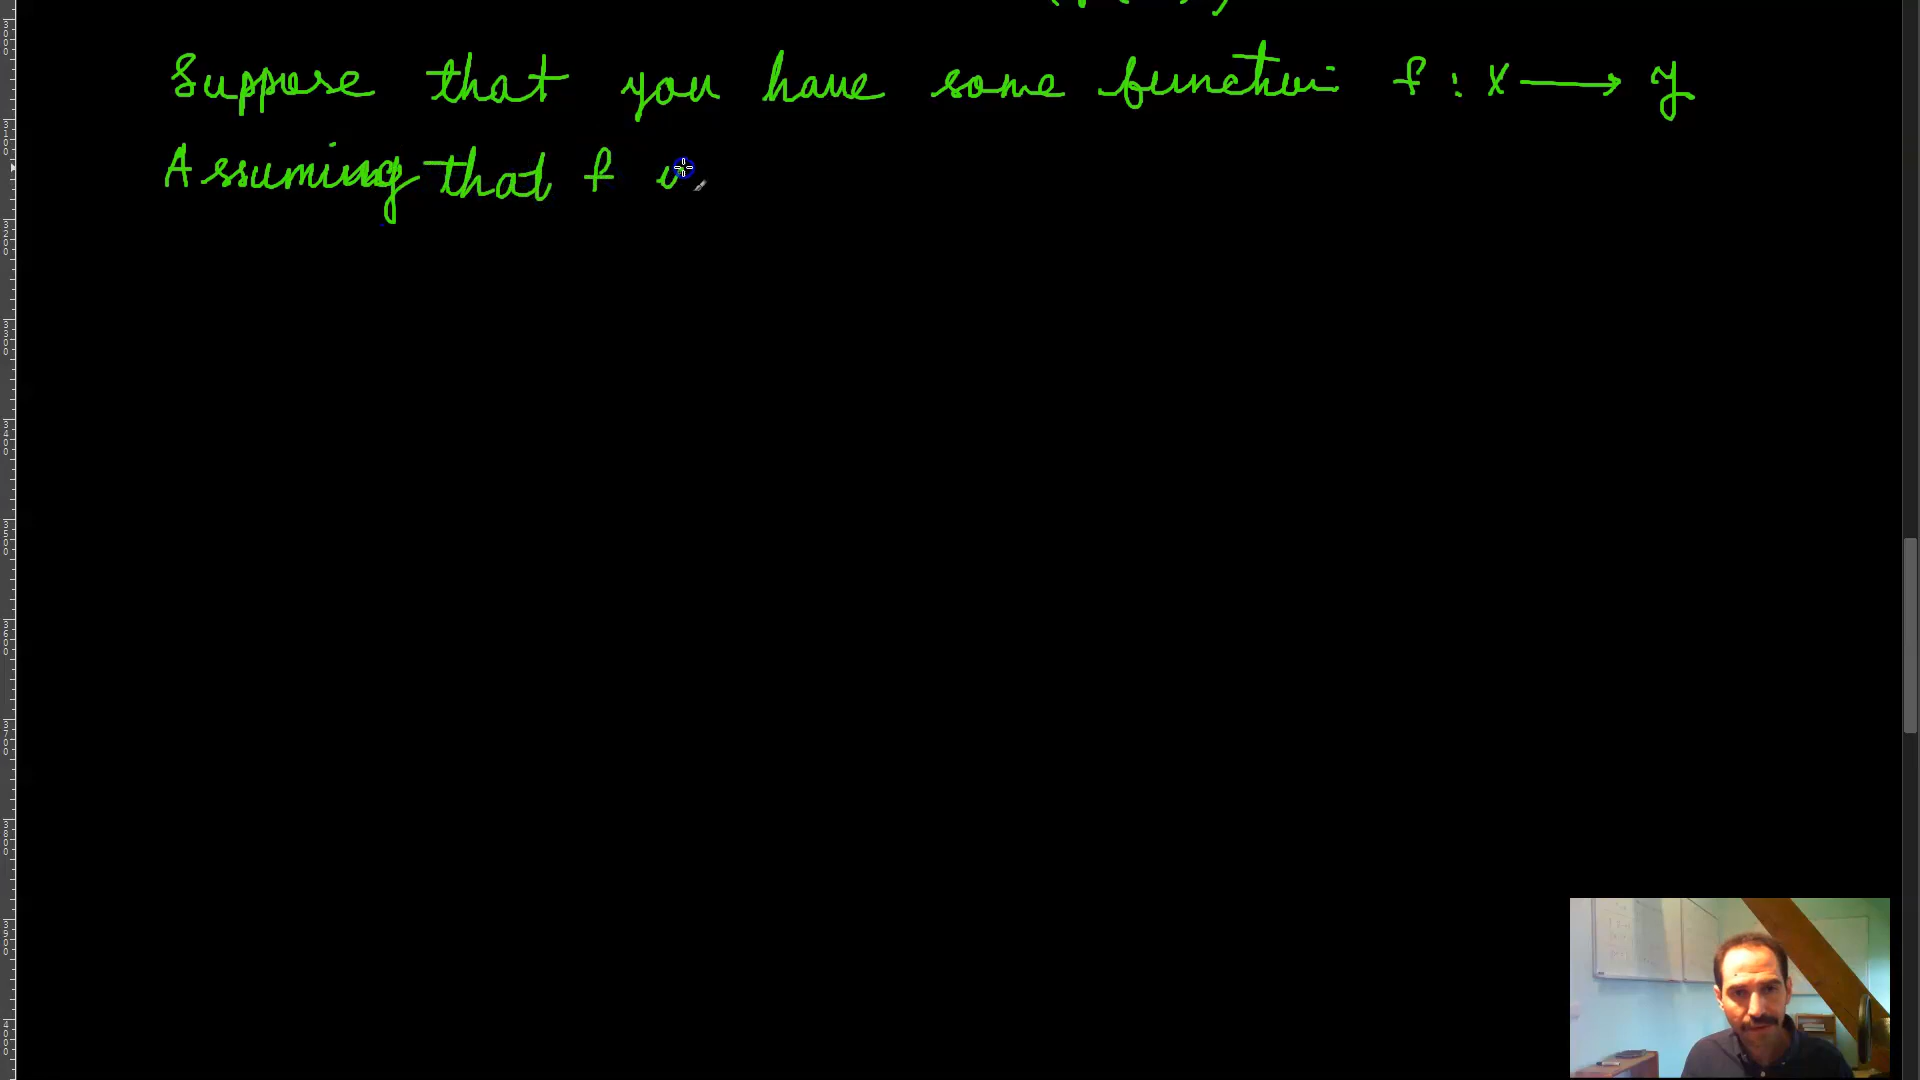 Suppose that you have some function f : X ⟶ Y
Assuming that f